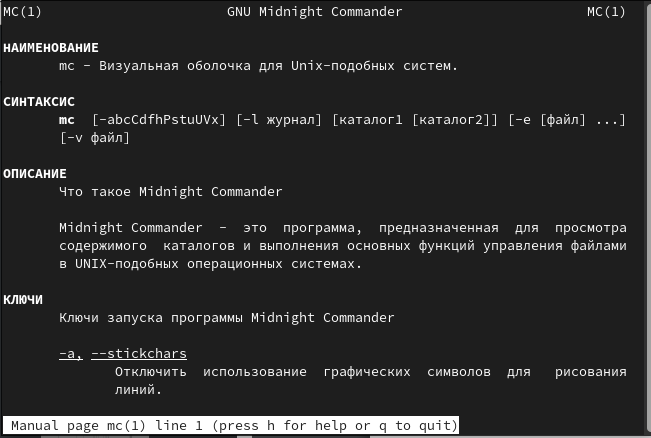 MC(1) GNU Midnight Commander MC(1)
НАИМЕНОВАНИЕ
mc - Визуальная оболочка для Unix-подобных систем.
СИНТАКСИС
mc [-abcCdfhPstuUVx] [-l журнал] [каталог1 [каталог2]] [-e [файл] ...]
[-v файл]
ОПИСАНИЕ
Что такое Midnight Commander
Midnight Commander - это программа, предназначенная для просмотра
содержимого каталогов и выполнения основных функций управления файлами
в UNIX-подобных операционных системах.
КЛЮЧИ
Ключи запуска программы Midnight Commander
-a, --stickchars
Отключить использование графических символов для рисования
линий.
Manual page mc(1) line 1 (press h for help or q to quit)